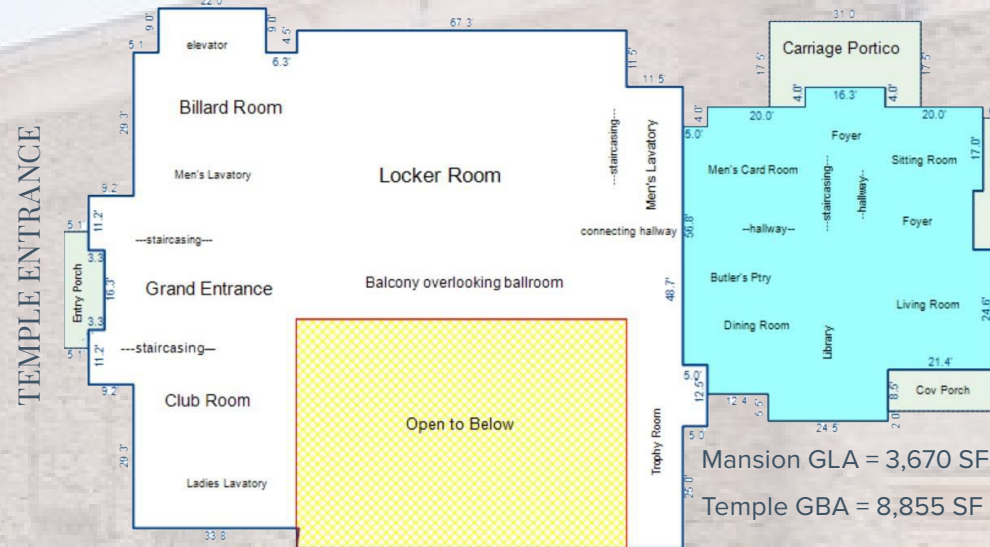 22.0'
9.0'
9.0'
4.5'
67.3'
31.0
elevator
5.1
6.3'
11.5'
11.5'
Carriage Portico
17.5'
17.5'
Billard Room
29.3'
4.0'
4.0'
16.3'
4.0'
5.0'
20.0'
20.0'
Foyer
---staircasing---
Men's Lavatory
Men's Lavatory
Locker Room
Men's Card Room
---staircasing---
--hallway--
Sitting Room
17.0'
TEMPLE ENTRANCE
9.2'
11.2'
5.1'
---staircasing---
connecting hallway
56.8'
--hallway--
Foyer
3.3
Entry Porch
16.3'
Grand Entrance
Balcony overlooking ballroom
48.7'
Butler's Ptry
Living Room
24.6'
3.3
5.1'
11.2'
---staircasing---
Dining Room
Library
9.2'
Club Room
5.0'
12.5'
21.4'
12.4
5.5'
8.5'
Cov Porch
Open to Below
Trophy Room
5.0
24.5
2.0'
29.3'
Mansion GLA = 3,670 SF
Ladies Lavatory
25.0'
Temple GBA = 8,855 SF
33.8